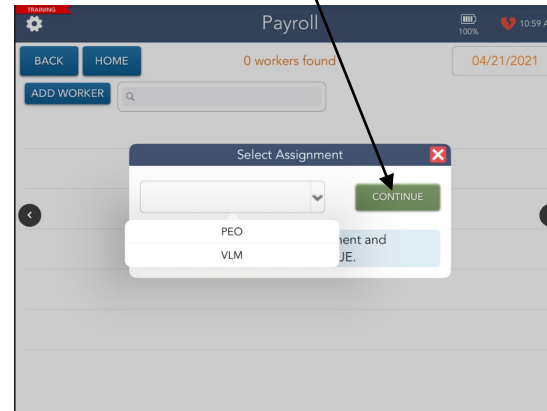 TRAINING
Payroll
100%
10:59 A
BACK
HOME
0 workers found
04/21/2021
ADD WORKER
Select Assignment
CONTINUE
PEO
VLM
ment and
UE.